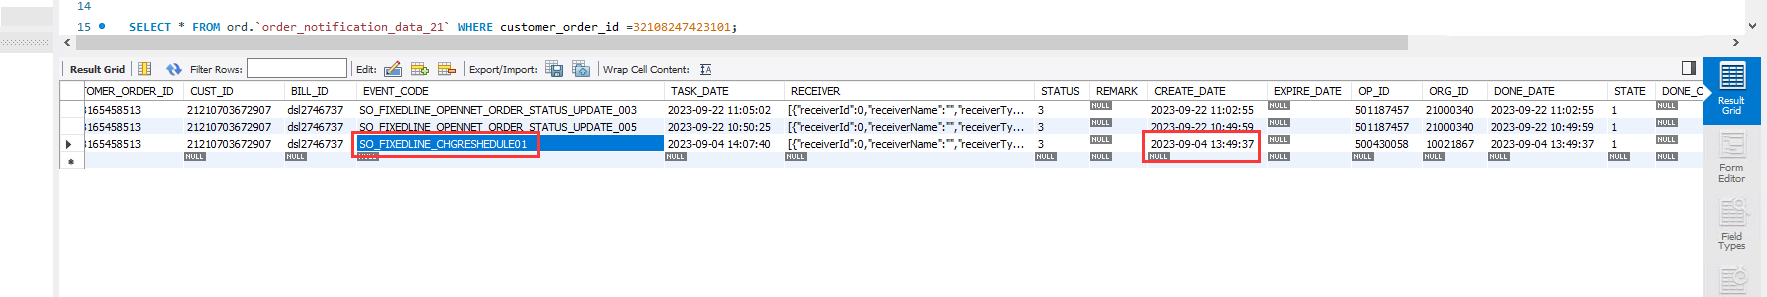 14
15 SELECT * FROM ord.`order_notification_data_21` WHERE customer_order_id =32108247423101;
Result Grid Filter Rows: Edit: Export/Import: Wrap Cell Content: IA
TOMER_ORDER_ID CUST_ID BILL_ID EVENT_CODE TASK_DATE RECEIVER STATUS REMARK CREATE_DATE EXPIRE_DATE OP_ID ORG_ID DONE_DATE STATE DONE_C
3165458513 21210703672907 dsl2746737 SO_FIXEDLINE_OPENNET_ORDER_STATUS_UPDATE_003 2023-09-22 11:05:02 [{"receiverId":0,"receiverName":"","receiverTy... 3 NULL 2023-09-22 11:02:55 NULL 501187457 21000340 2023-09-22 11:02:55 1 NULL
3165458513 21210703672907 dsl2746737 SO_FIXEDLINE_OPENNET_ORDER_STATUS_UPDATE_005 2023-09-22 10:50:25 [{"receiverId":0,"receiverName":"","receiverTy... 3 NULL 2023-09-22 10:49:59 NULL 501187457 21000340 2023-09-22 10:49:59 1 NULL
3165458513 21210703672907 dsl2746737 SO_FIXEDLINE_CHGRESHEDULE01 2023-09-04 14:07:40 [{"receiverId":0,"receiverName":"","receiverTy... 3 NULL 2023-09-04 13:49:37 NULL 500430058 10021867 2023-09-04 13:49:37 1 NULL
NULL NULL NULL NULL NULL NULL NULL NULL NULL NULL NULL NULL NULL NULL NULL
Result
Grid
Form
Editor
Field
Types